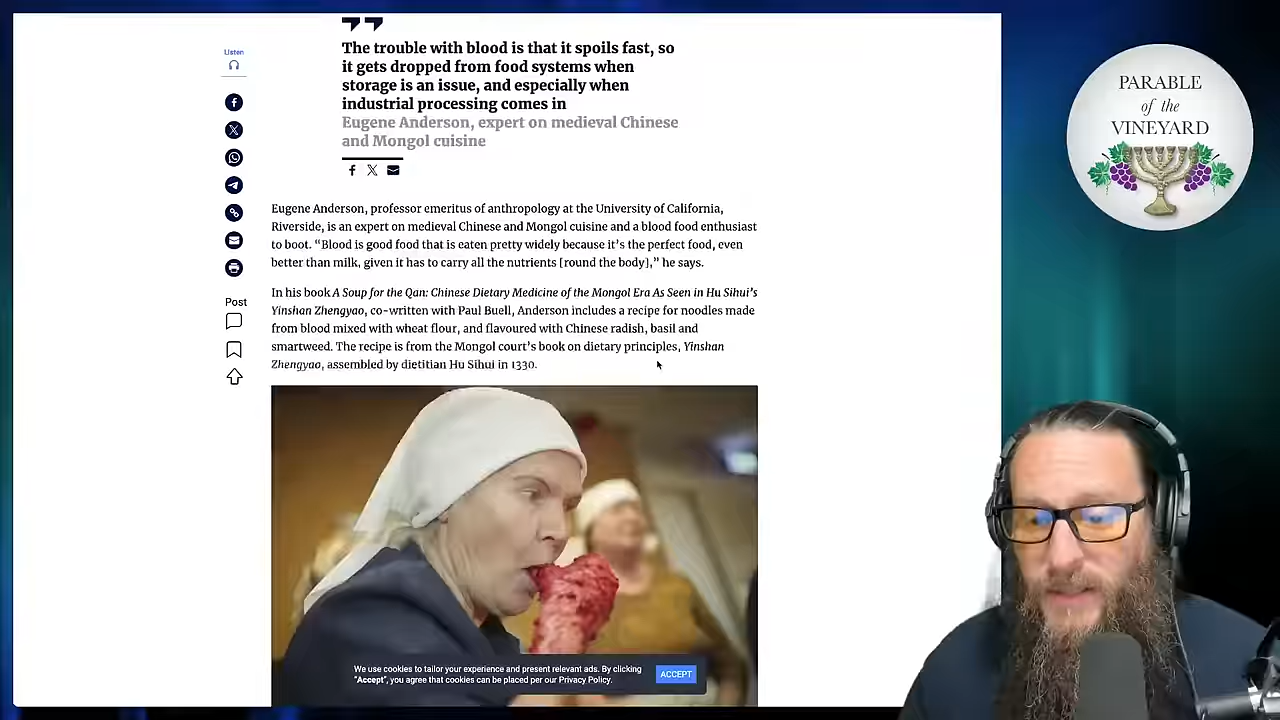 The trouble with blood is that it spoils fast, so
it gets dropped from food systems when
storage is an issue, and especially when
industrial processing comes in
Eugene Anderson, expert on medieval Chinese
and Mongol cuisine
Listen
Eugene Anderson, professor emeritus of anthropology at the University of California,
Riverside, is an expert on medieval Chinese and Mongol cuisine and a blood food enthusiast
to boot. “Blood is good food that is eaten pretty widely because it’s the perfect food, even
better than milk, given it has to carry all the nutrients [round the body],” he says.
In his book A Soup for the Qan: Chinese Dietary Medicine of the Mongol Era As Seen in Hu Sihui’s
Yinshan Zhengyao, co-written with Paul Buell, Anderson includes a recipe for noodles made
from blood mixed with wheat flour, and flavoured with Chinese radish, basil and
smartweed. The recipe is from the Mongol court’s book on dietary principles, Yinshan
Zhengyao, assembled by dietitian Hu Sihui in 1330.
Post
We use cookies to tailor your experience and present relevant ads. By clicking
“Accept”, you agree that cookies can be placed per our Privacy Policy.
ACCEPT
PARABLE
of the
VINEYARD